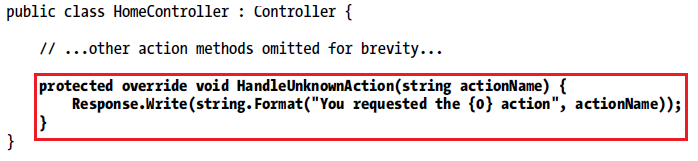 public class HomeController : Controller {
// ...other action methods omitted for brevity...
protected override void HandleUnknownAction(string actionName) {
Response.Write(string.Format("You requested the {0} action", actionName));
}
}